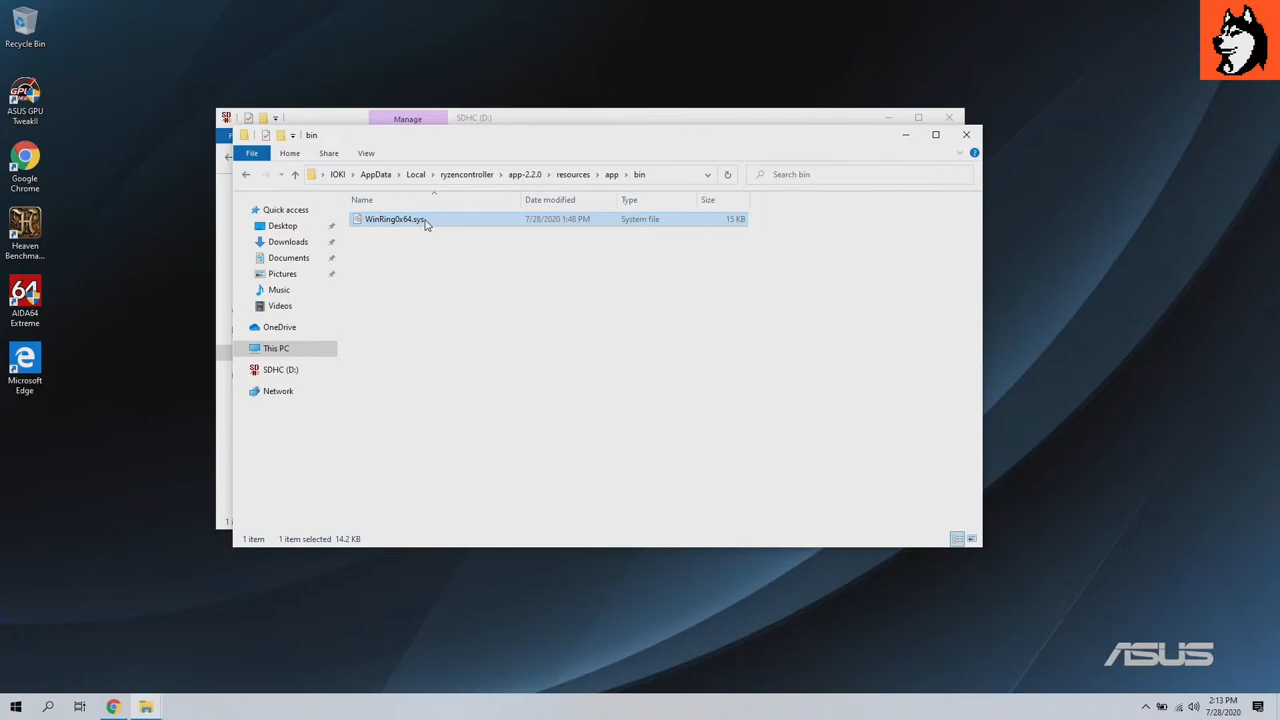 Recycle Bin
ASUS GPU
TweakII
Google
Chrome
Heaven
Benchmar...
64
AIDA64
Extreme
Microsoft
Edge
Manage
SDHC (D:)
bin
File
Home
Share
View
IOKI
AppData
Local
ryzencontroller
app-2.2.0
resources
app
bin
Search bin
Name
Date modified
Type
Size
WinRing0x64.sys
7/28/2020 1:48 PM
System file
15 KB
Quick access
Desktop
Downloads
Documents
Pictures
Music
Videos
OneDrive
This PC
SDHC (D:)
Network
1 item
1 item selected
14.2 KB
ASUS
2:13 PM
7/28/2020